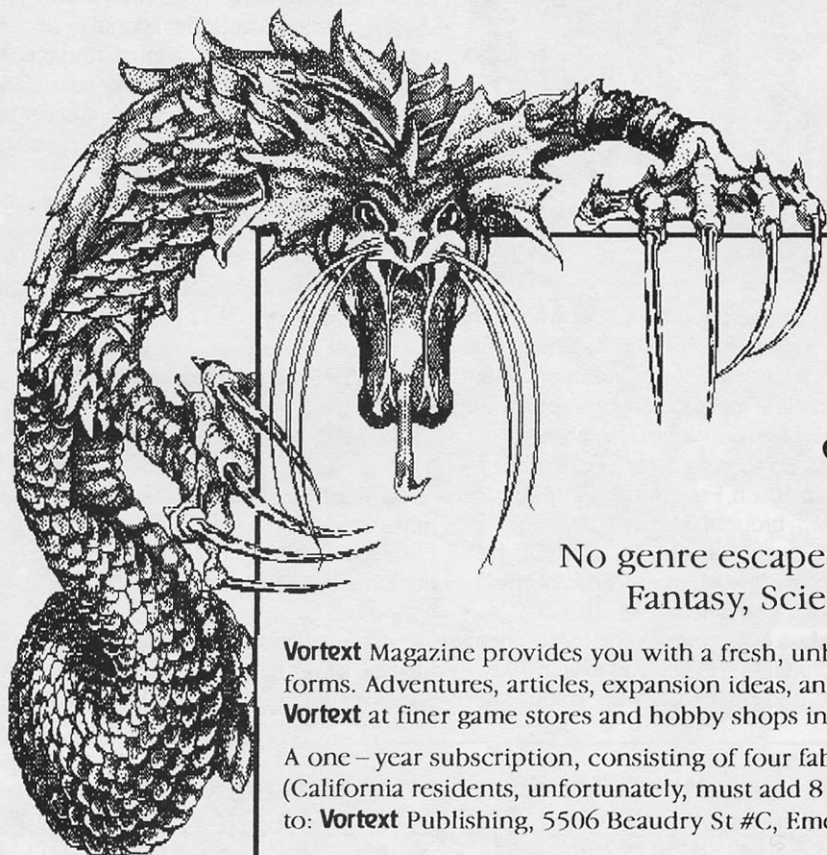 No genre escapes
Fantasy, Scie
Vortext Magazine provides you with a fresh, unb
forms. Adventures, articles, expansion ideas, an
Vortext at finer game stores and hobby shops in
A one – year subscription, consisting of four fab
(California residents, unfortunately, must add 8
to: Vortext Publishing, 5506 Beaudry St #C, Eme